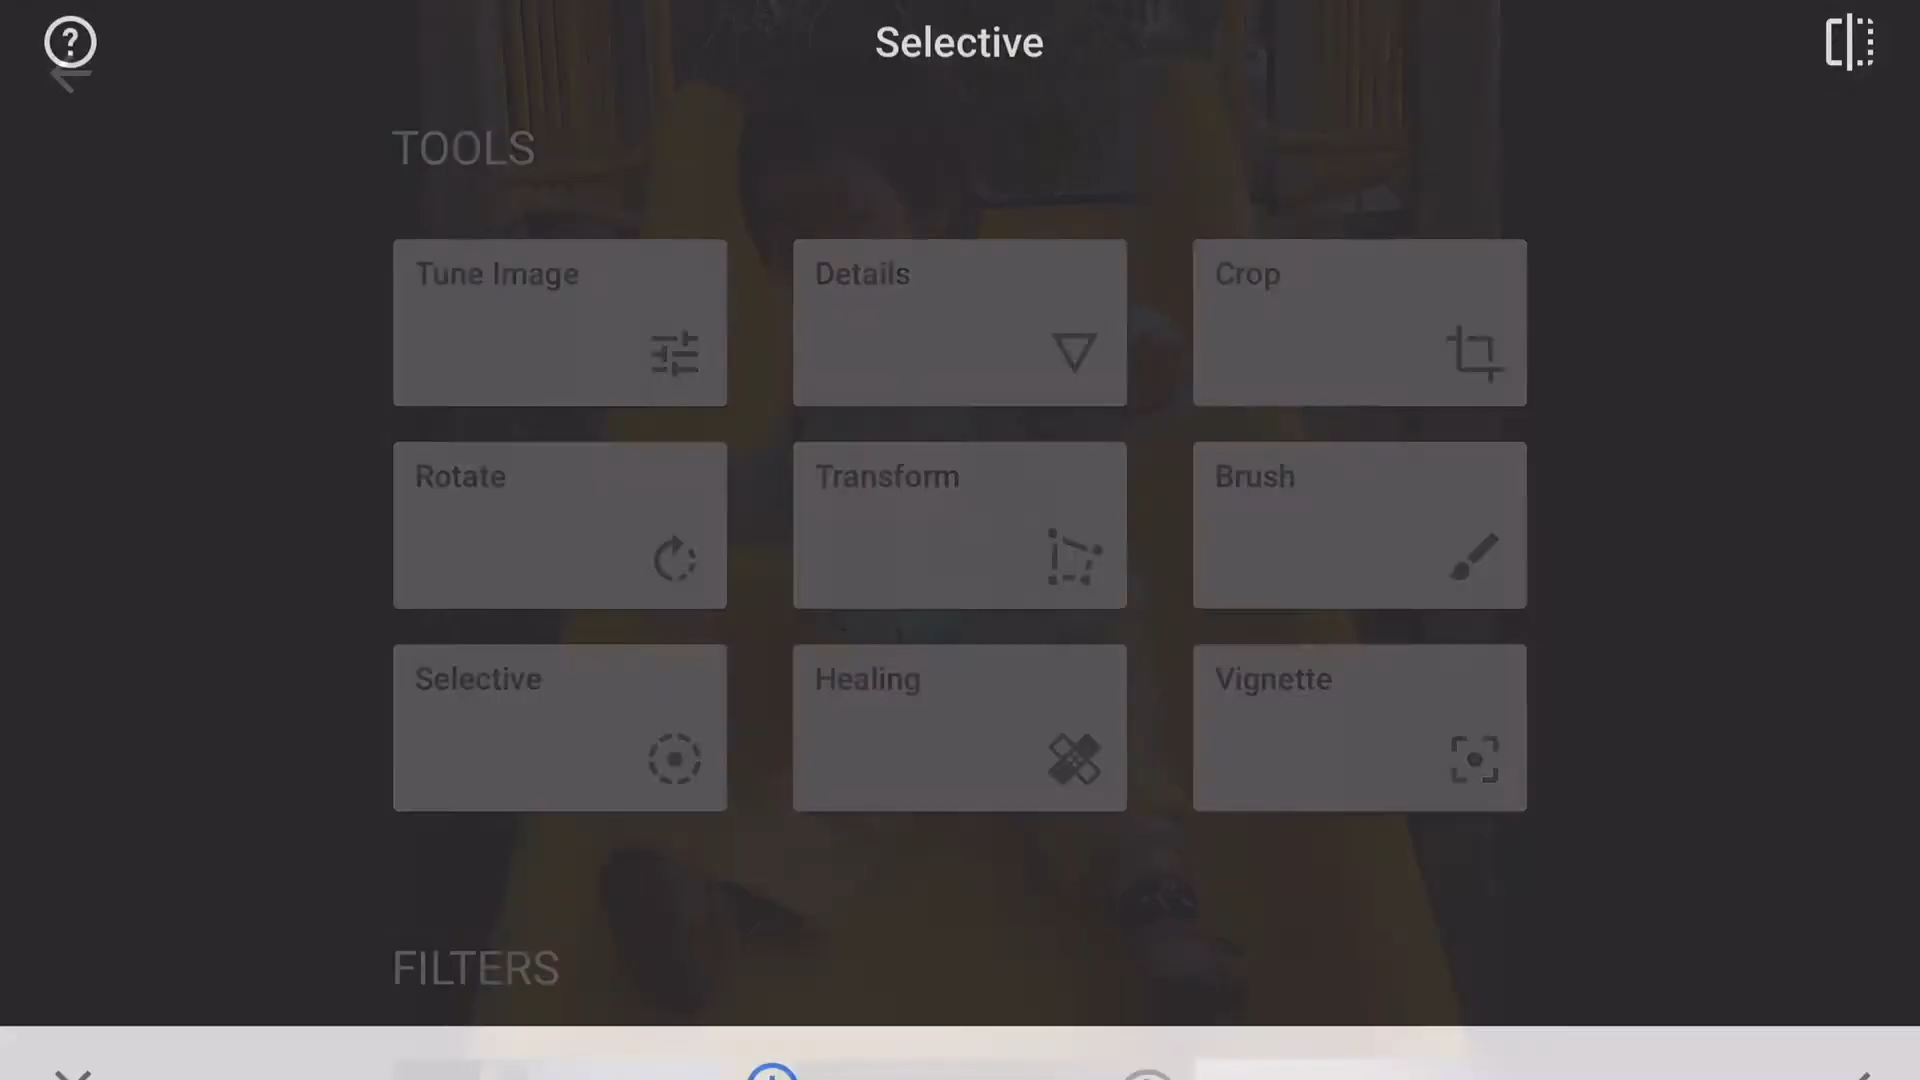 Selective
TOOLS
Tune Image
Details
Crop
Rotate
Transform
Brush
Selective
Healing
Vignette
FILTERS